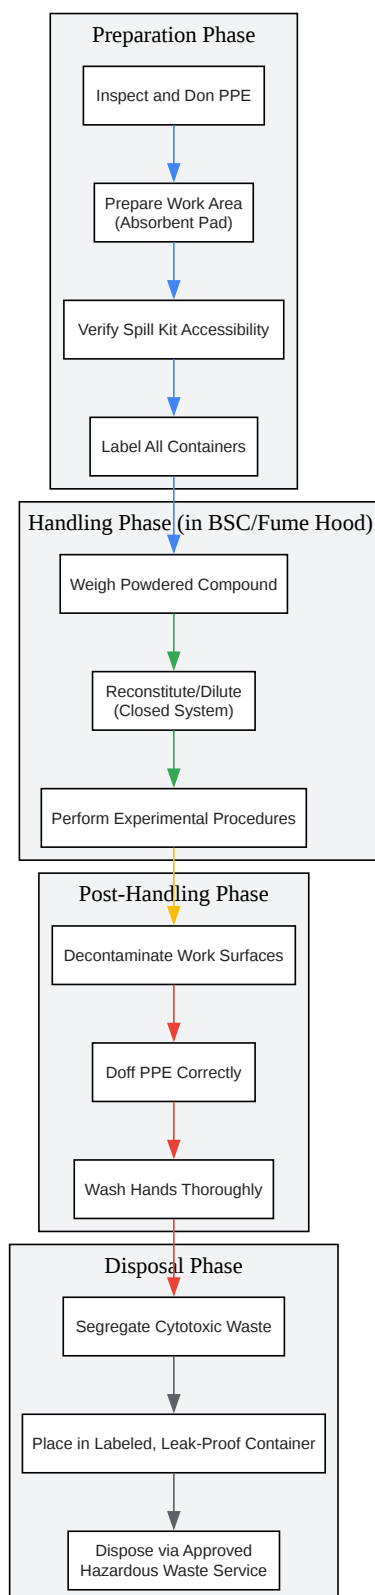 Preparation Phase
Inspect and Don PPE
Prepare Work Area
(Absorbent Pad)
Verify Spill Kit Accessibility
Label All Containers
Handling Phase (in BSC/Fume Hood)
Weigh Powdered Compound
Reconstitute/Dilute
(Closed System)
Perform Experimental Procedures
Post-Handling Phase
Decontaminate Work Surfaces
Doff PPE Correctly
Wash Hands Thoroughly
Disposal Phase
Segregate Cytotoxic Waste
Place in Labeled, Leak-Proof Container
Dispose via Approved
Hazardous Waste Service